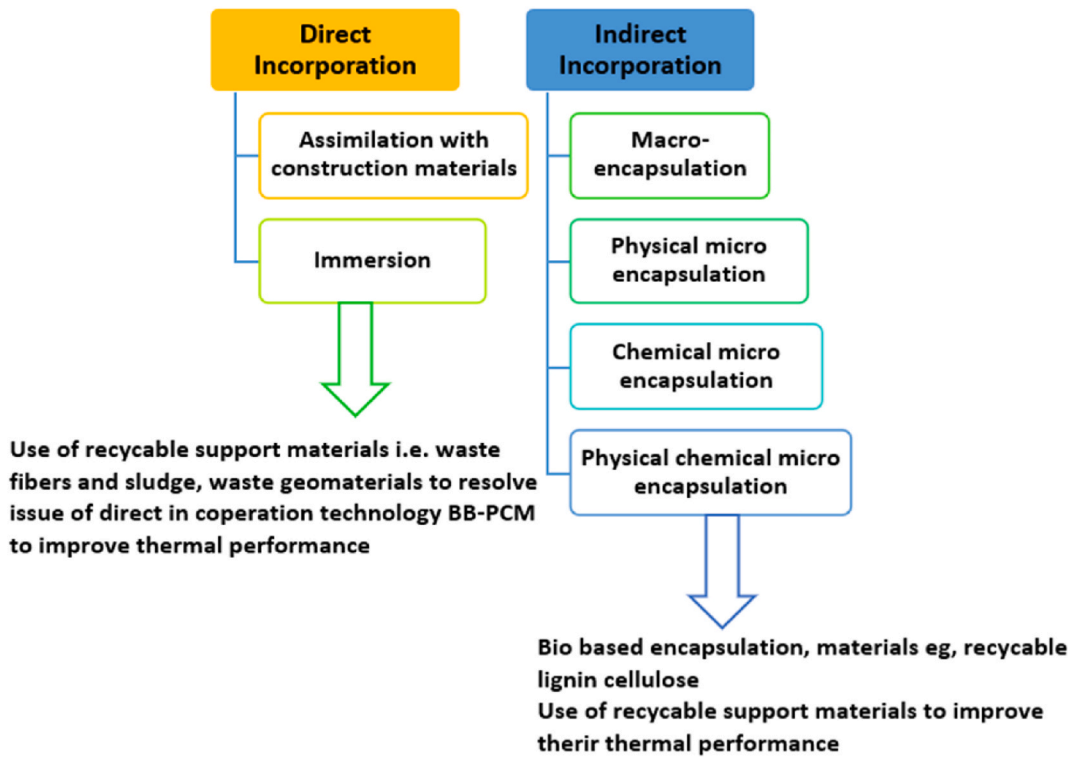 Direct
Incorporation
Assimilation with
construction materials
Immersion
Use of recycable support materials i.e. waste
fibers and sludge, waste geomaterials to resolve
issue of direct in coperation technology BB-PCM
to improve thermal performance
Indirect
Incorporation
Macro-
encapsulation
Physical micro
encapsulation
Chemical micro
encapsulation
Physical chemical micro
encapsulation
Bio based encapsulation, materials eg, recycable
lignin cellulose
Use of recycable support materials to improve
therir thermal performance